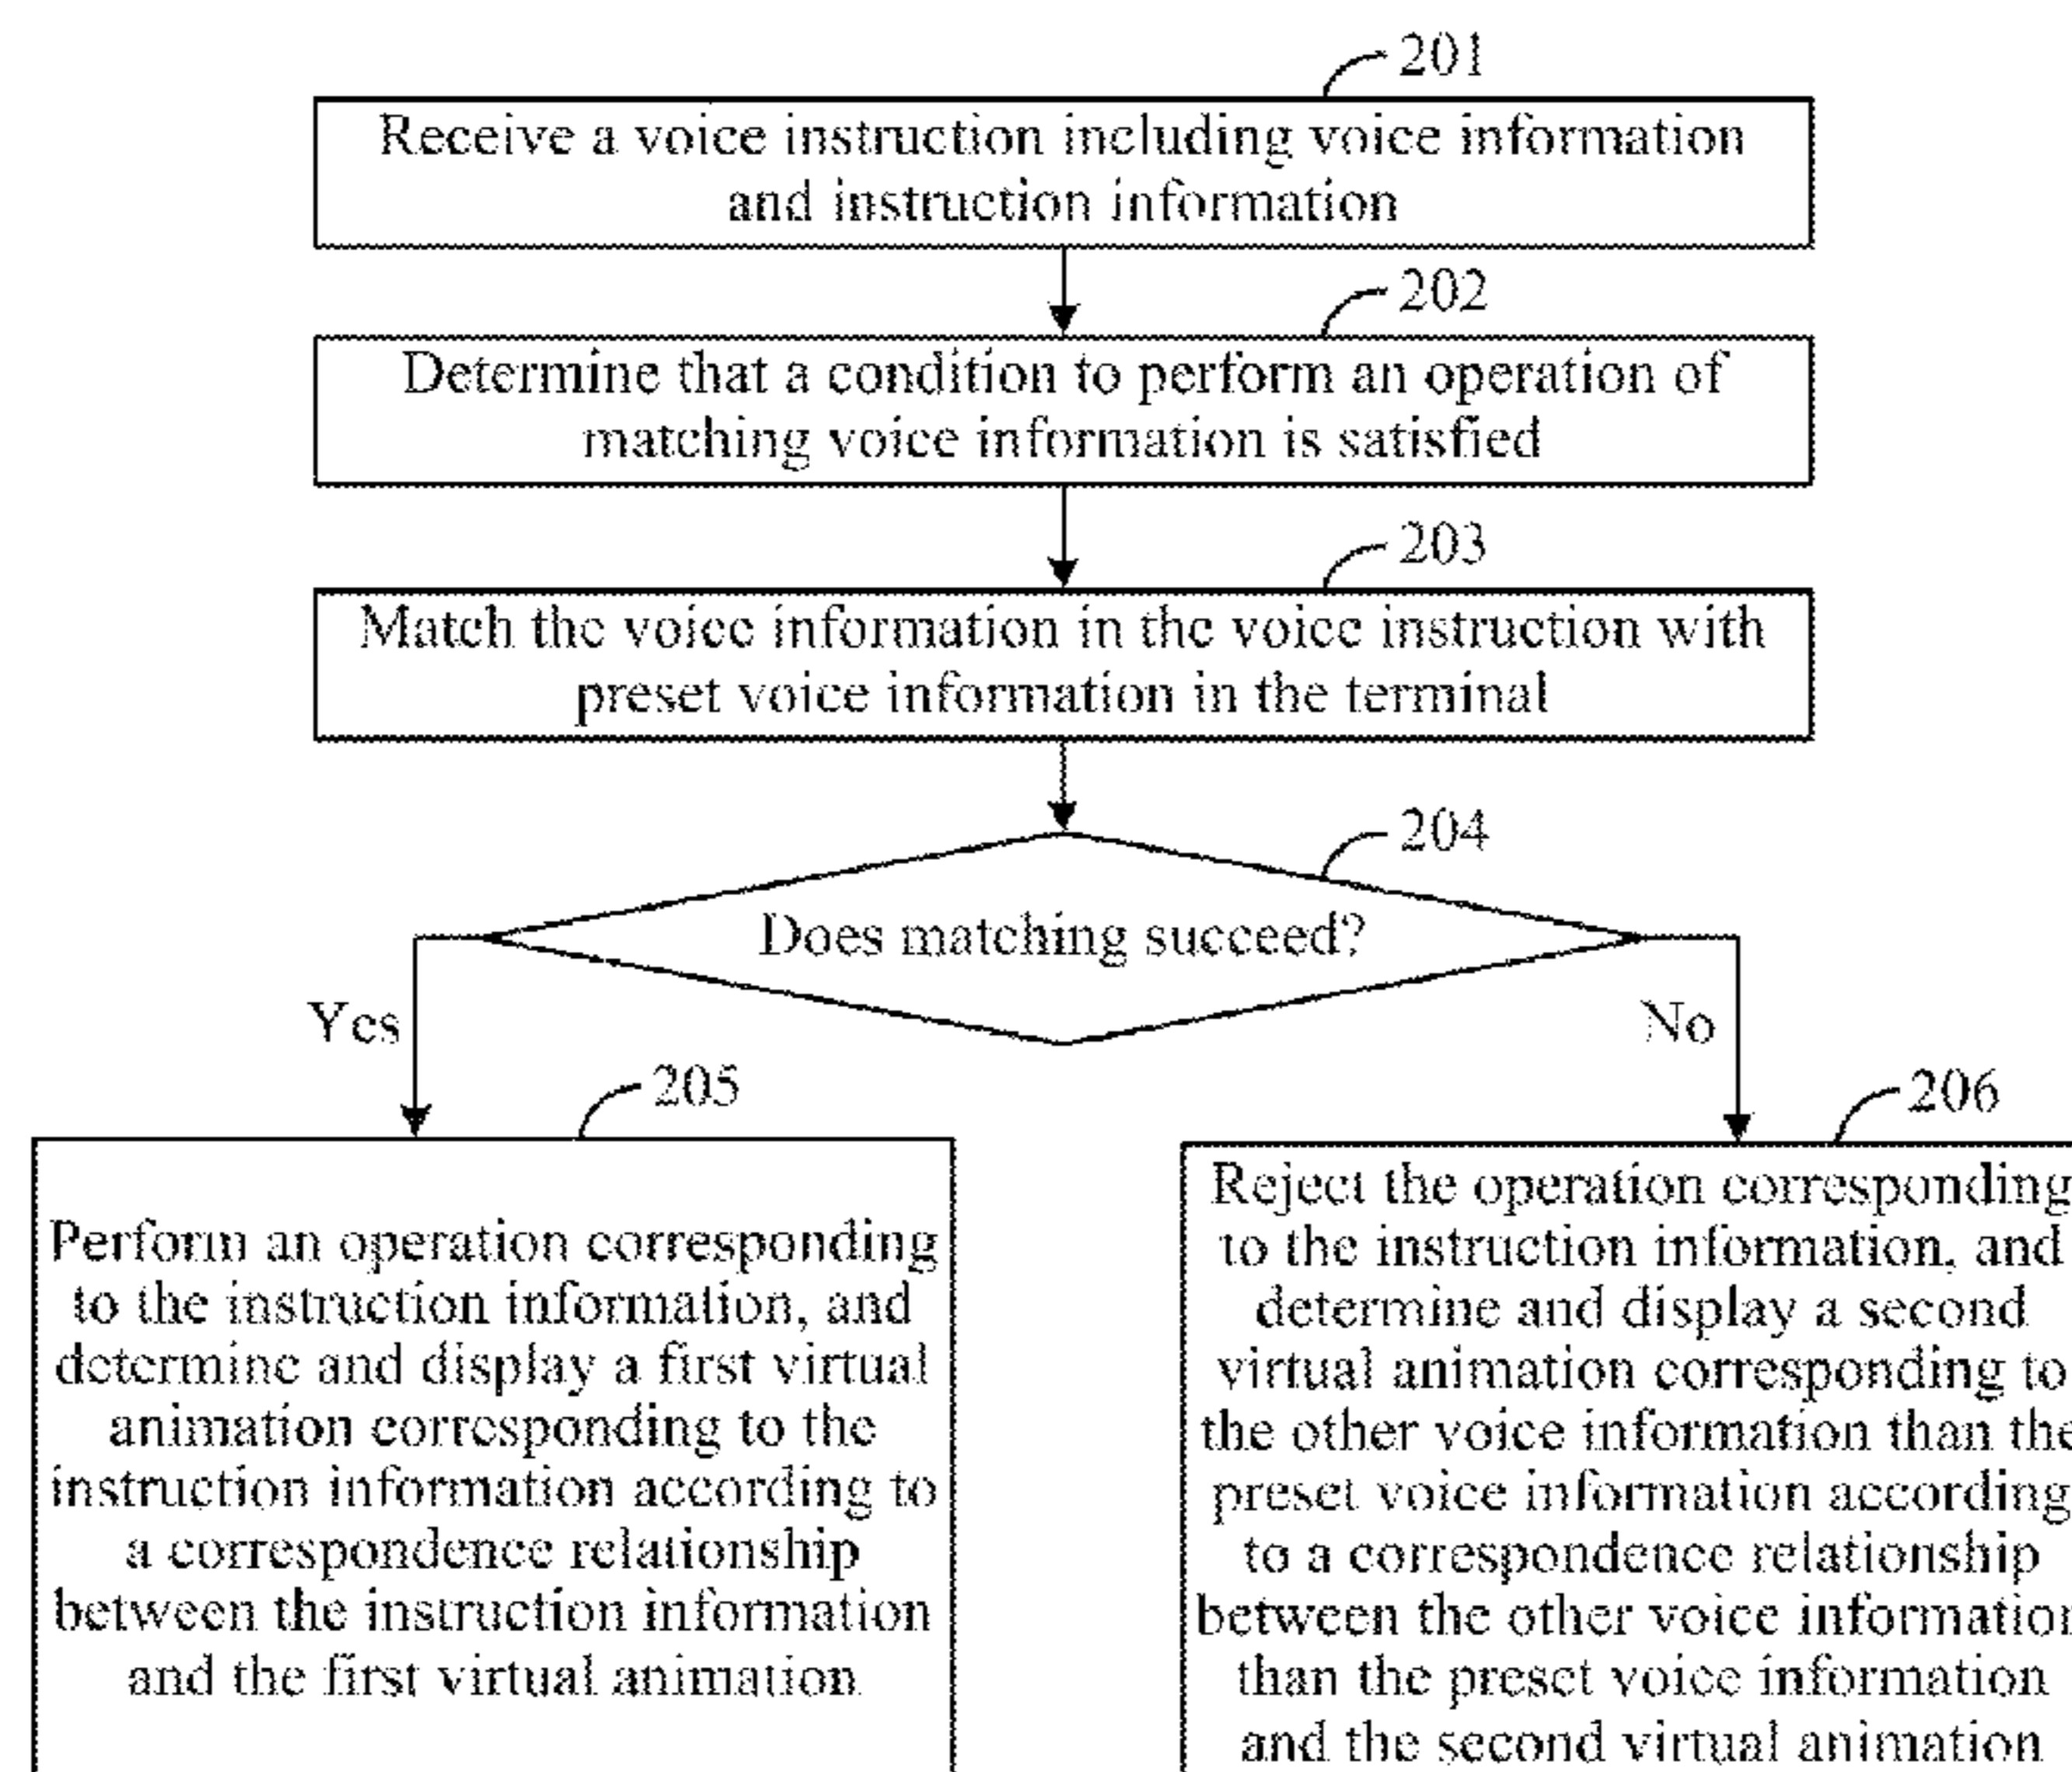 201
Receive a voice instruction including voice information
and instruction information
202
Determine that a condition to perform an operation of
matching voice information is satisfied
203
Match the voice information in the voice instruction with
preset voice information in the terminal
204
Does matching succeed?
Yes
No
205
Perform an operation corresponding
to the instruction information, and
determine and display a first virtual
animation corresponding to the
instruction information according to
a correspondence relationship
between the instruction information
and the first virtual animation
206
Reject the operation corresponding
to the instruction information, and
determine and display a second
virtual animation corresponding to
the other voice information than the
preset voice information according
to a correspondence relationship
between the other voice information
than the preset voice information
and the second virtual animation